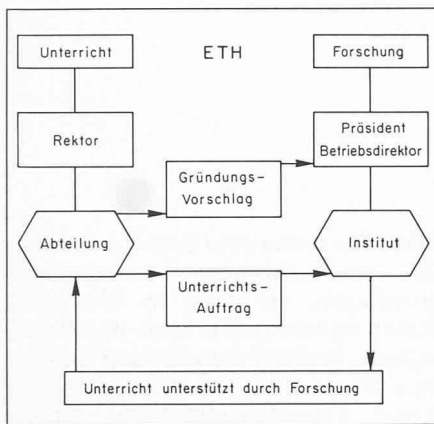 Unterricht
ETH
Forschung
Rektor
Präsident
Betriebsdirektor
Gründungs-
Vorschlag
Abteilung
Institut
Unterrichts-
Auftrag
Unterricht unterstützt durch Forschung